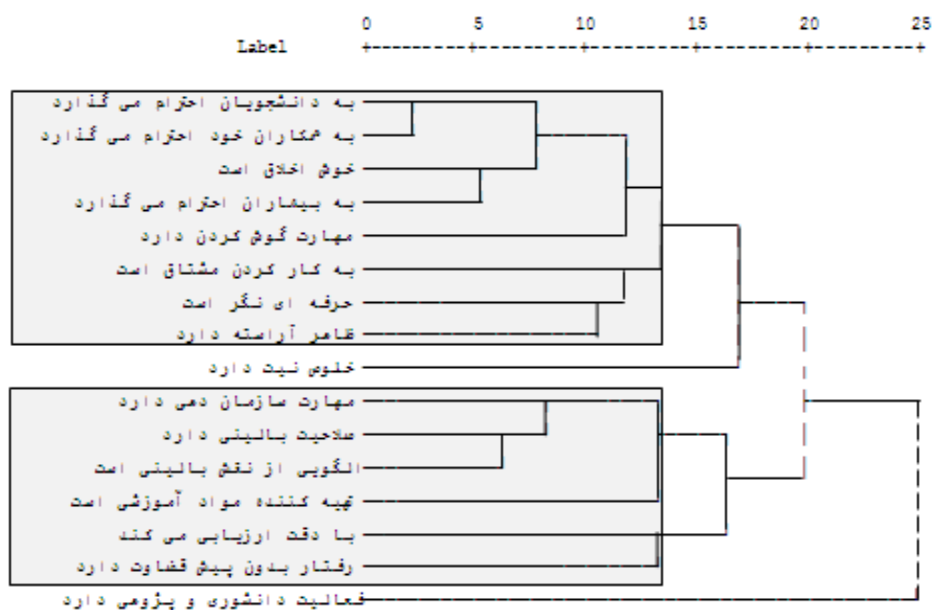 0 5 10 15 20 25
Label +---------+---------+---------+---------+---------+
به دانشجویان احترام می گذارد
به همکاران خود احترام می گذارد
خوش اخلاق است
به بیماران احترام می گذارد
مهارت گوش کردن دارد
به کار کردن مشتاق است
حرفه ای نگر است
ظاهر آراسته دارد
خلوص نیت دارد
مهارت سازمان دهی دارد
صلاحیت بالینی دارد
الگویی از نقش بالینی است
تهیه کننده مواد آموزشی است
با دقت ارزیابی می کند
رفتار بدون پیش قضاوت دارد
فعالیت دانشوری و پژوهی دارد